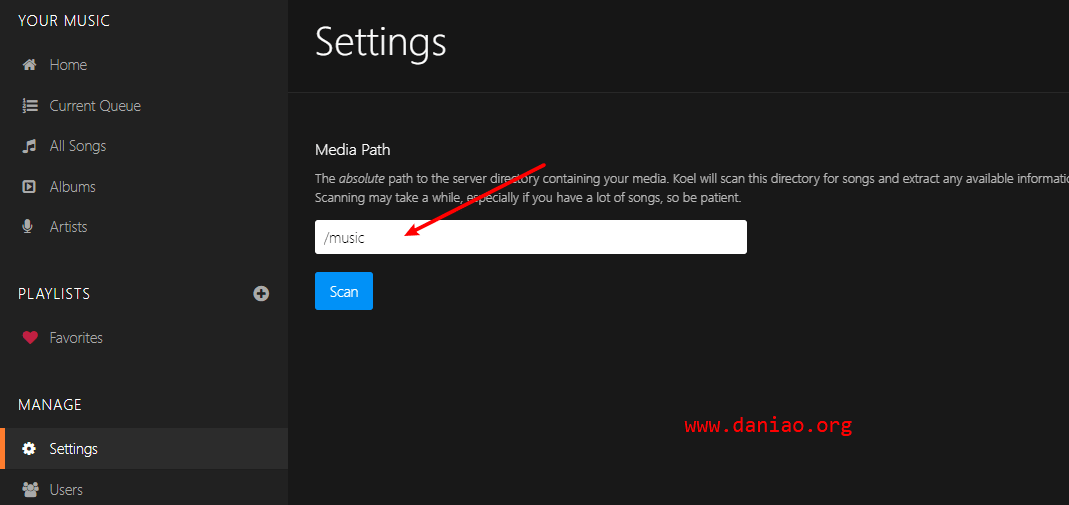 YOUR MUSIC
Home
Current Queue
All Songs
Albums
Artists
PLAYLISTS
Favorites
MANAGE
Settings
Users
Settings
Media Path
The absolute path to the server directory containing your media. Koel will scan this directory for songs and extract any available informatio
Scanning may take a while, especially if you have a lot of songs, so be patient.
/music
Scan
www.daniao.org